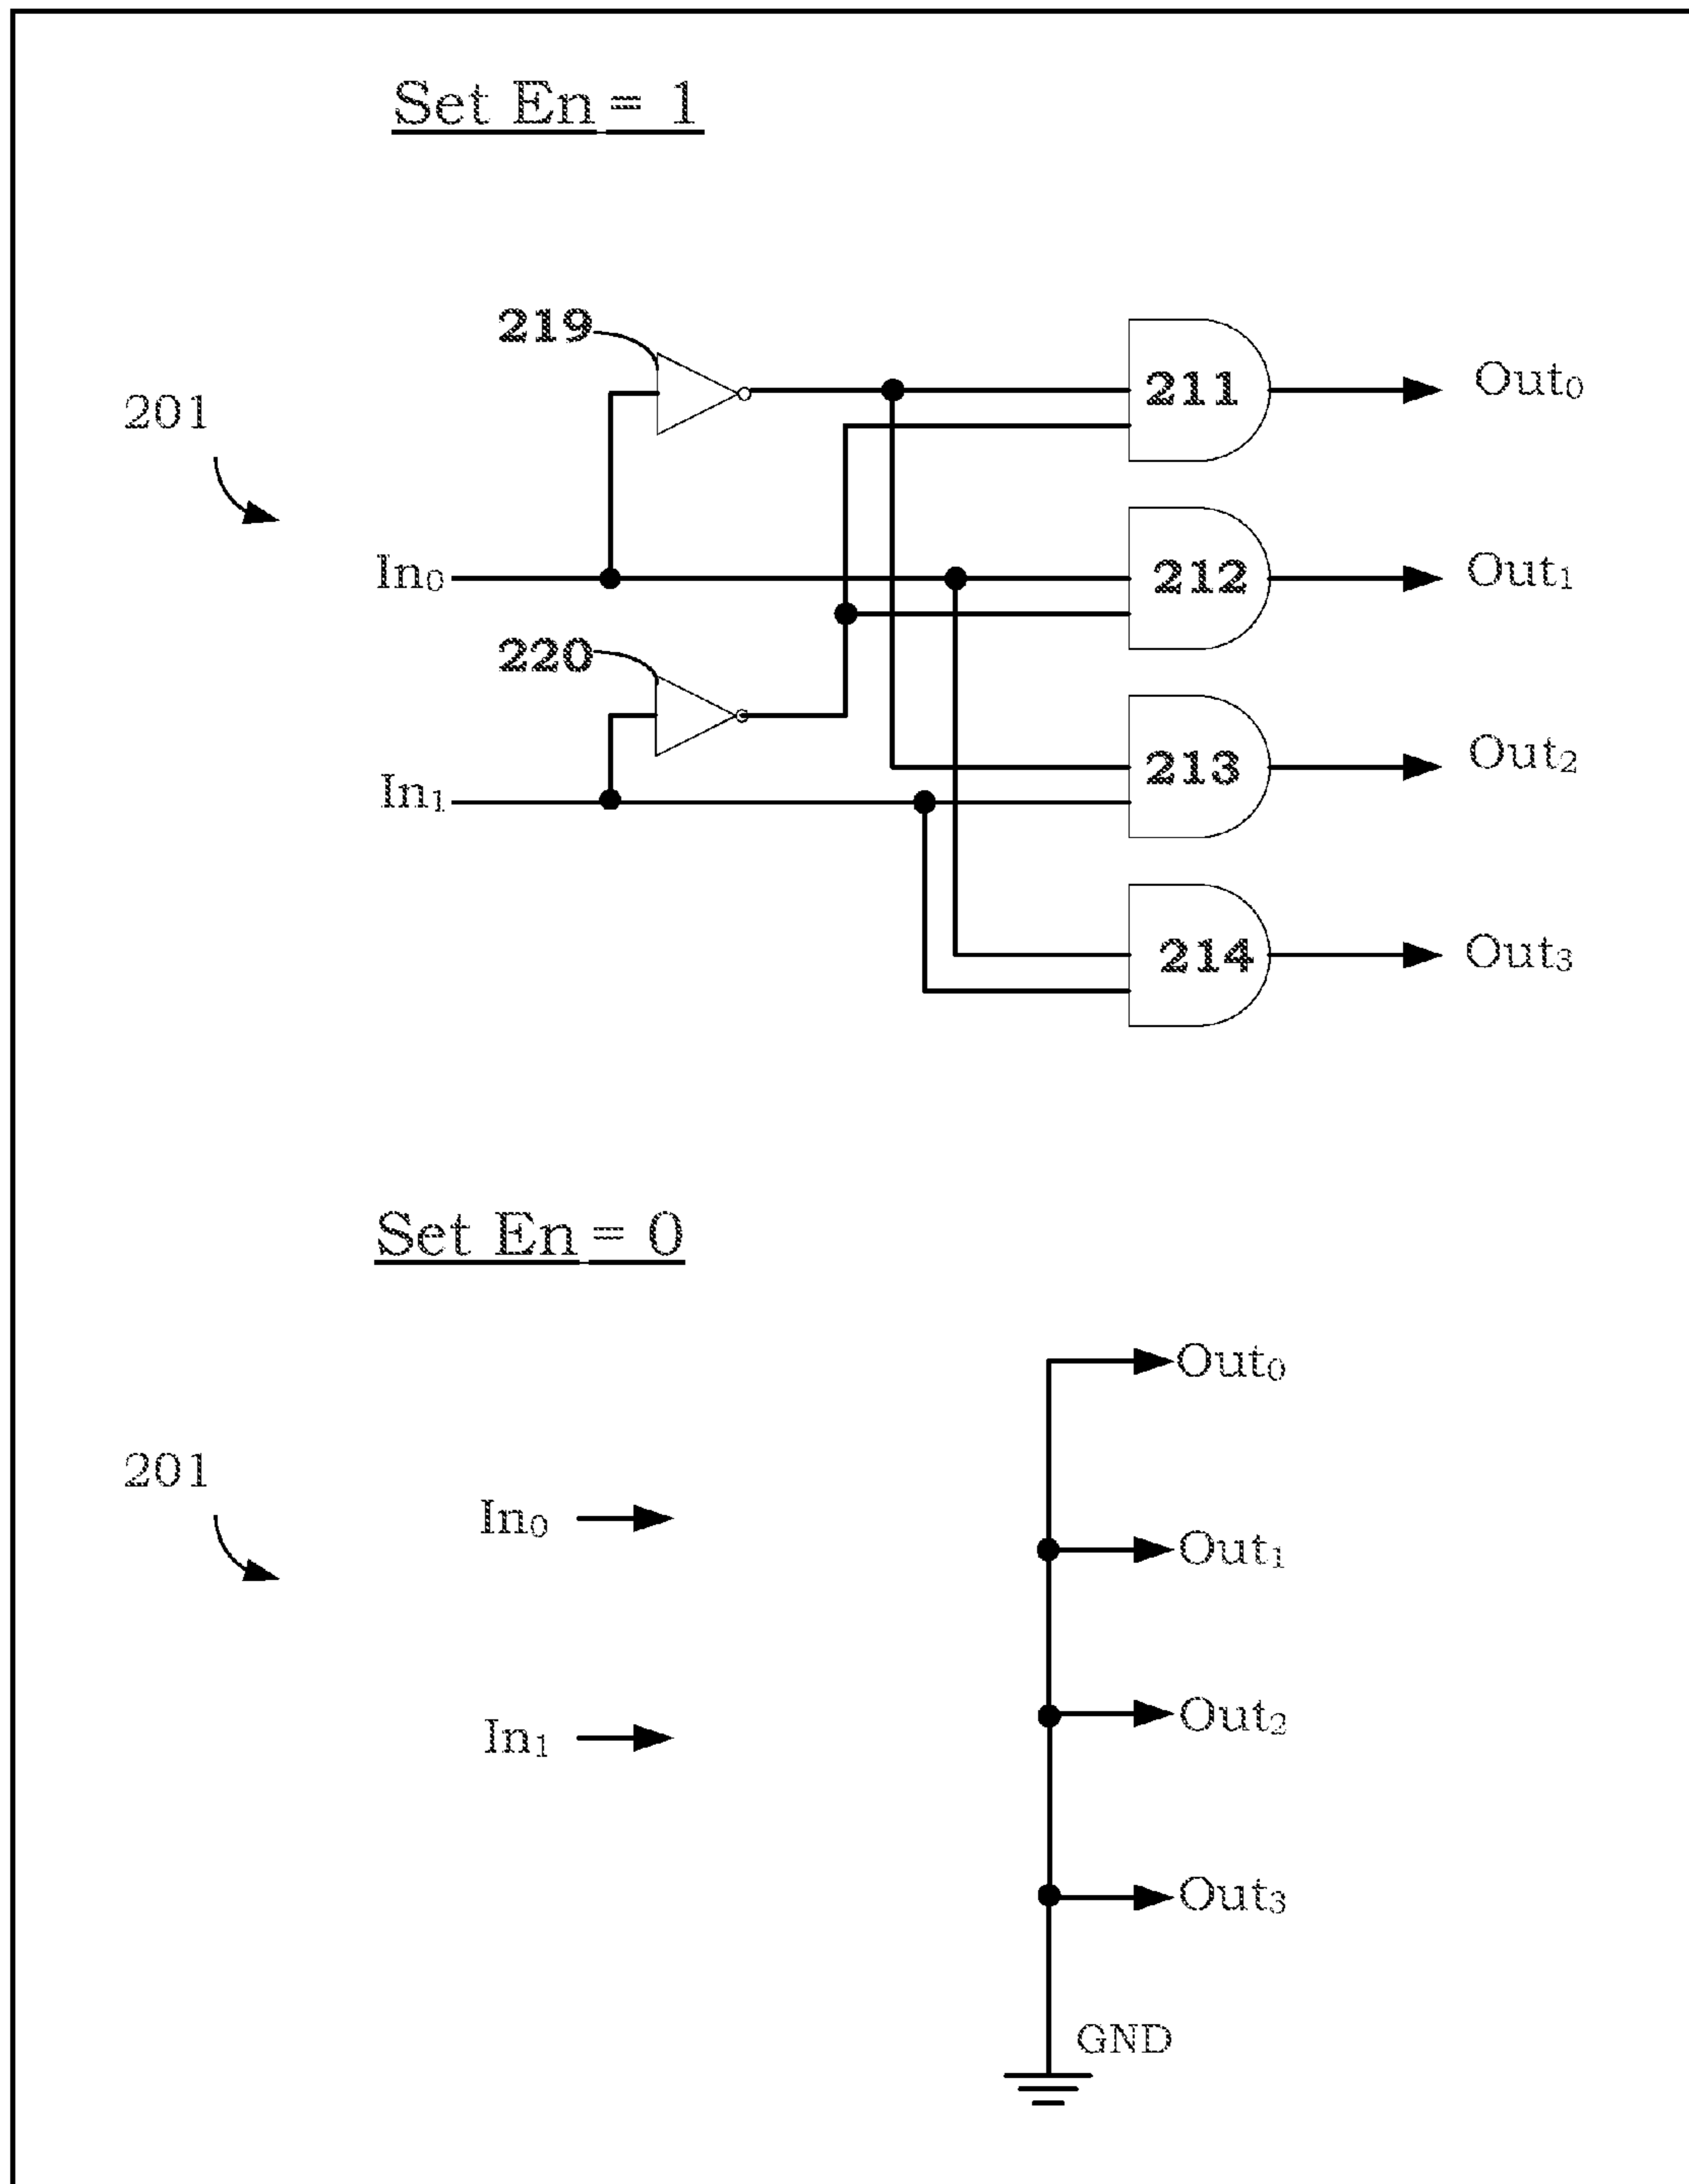 Set En = 1
219
211
Out₀
201
In₀
212
Out₁
220
213
Out₂
In₁
214
Out₃
Set En = 0
Out₀
201
In₀
Out₁
Out₂
In₁
Out₃
GND